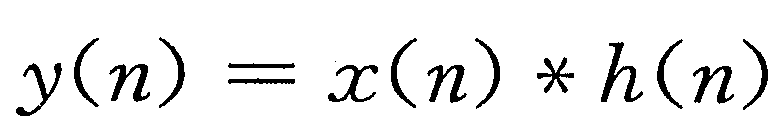 y(n) = x(n) * h(n)